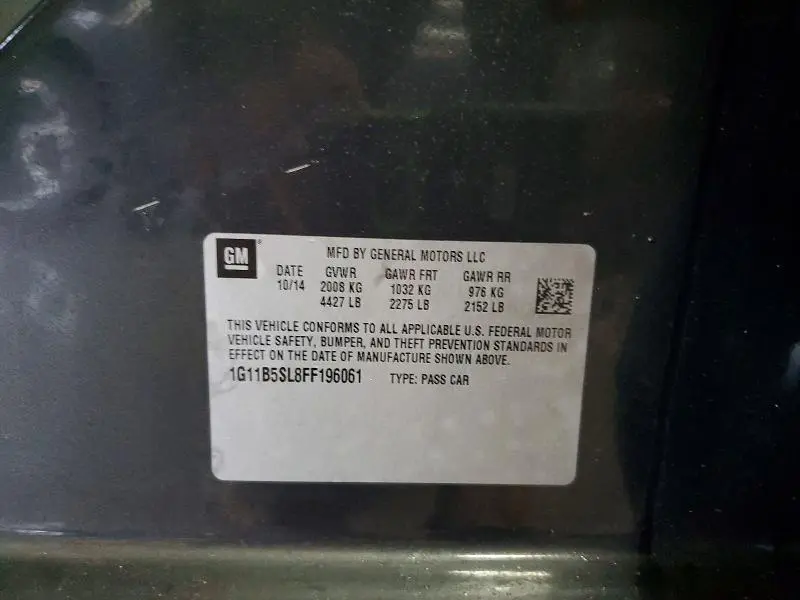 GM
MFD BY GENERAL MOTORS LLC
DATE GVWR GAWR FRT GAWR RR
10/14 2008 KG 1032 KG 976 KG
4427 LB 2275 LB 2152 LB
THIS VEHICLE CONFORMS TO ALL APPLICABLE U.S. FEDERAL MOTOR
VEHICLE SAFETY, BUMPER, AND THEFT PREVENTION STANDARDS IN
EFFECT ON THE DATE OF MANUFACTURE SHOWN ABOVE.
1G11B5SL8FF196061 TYPE: PASS CAR